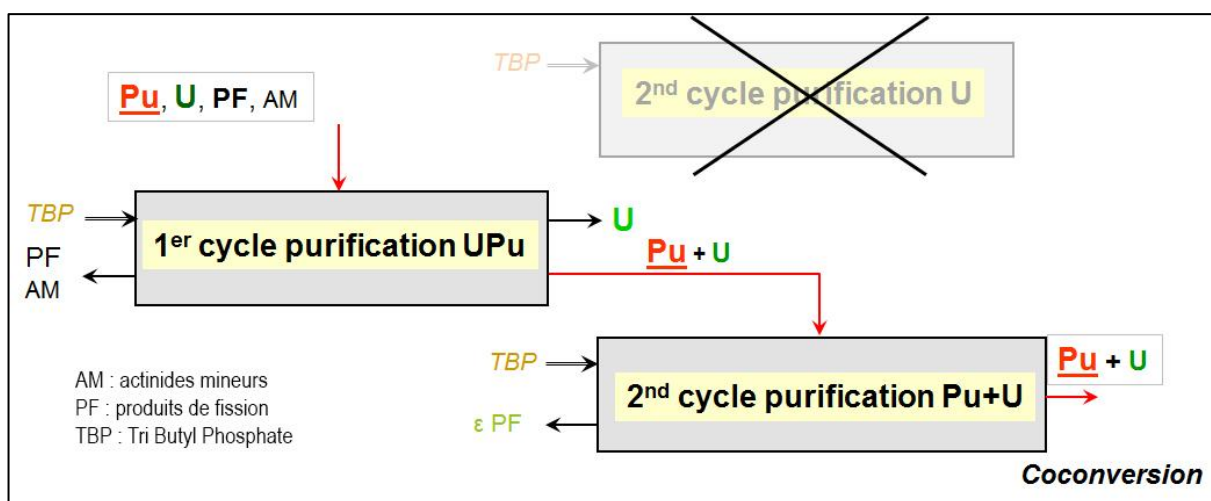 TBP
2nd cycle purification U
Pu, U, PF, AM
TBP
1er cycle purification UPu
U
Pu + U
PF
AM
TBP
2nd cycle purification Pu+U
Pu + U
ε PF
AM : actinides mineurs
PF : produits de fission
TBP : Tri Butyl Phosphate
Coconversion